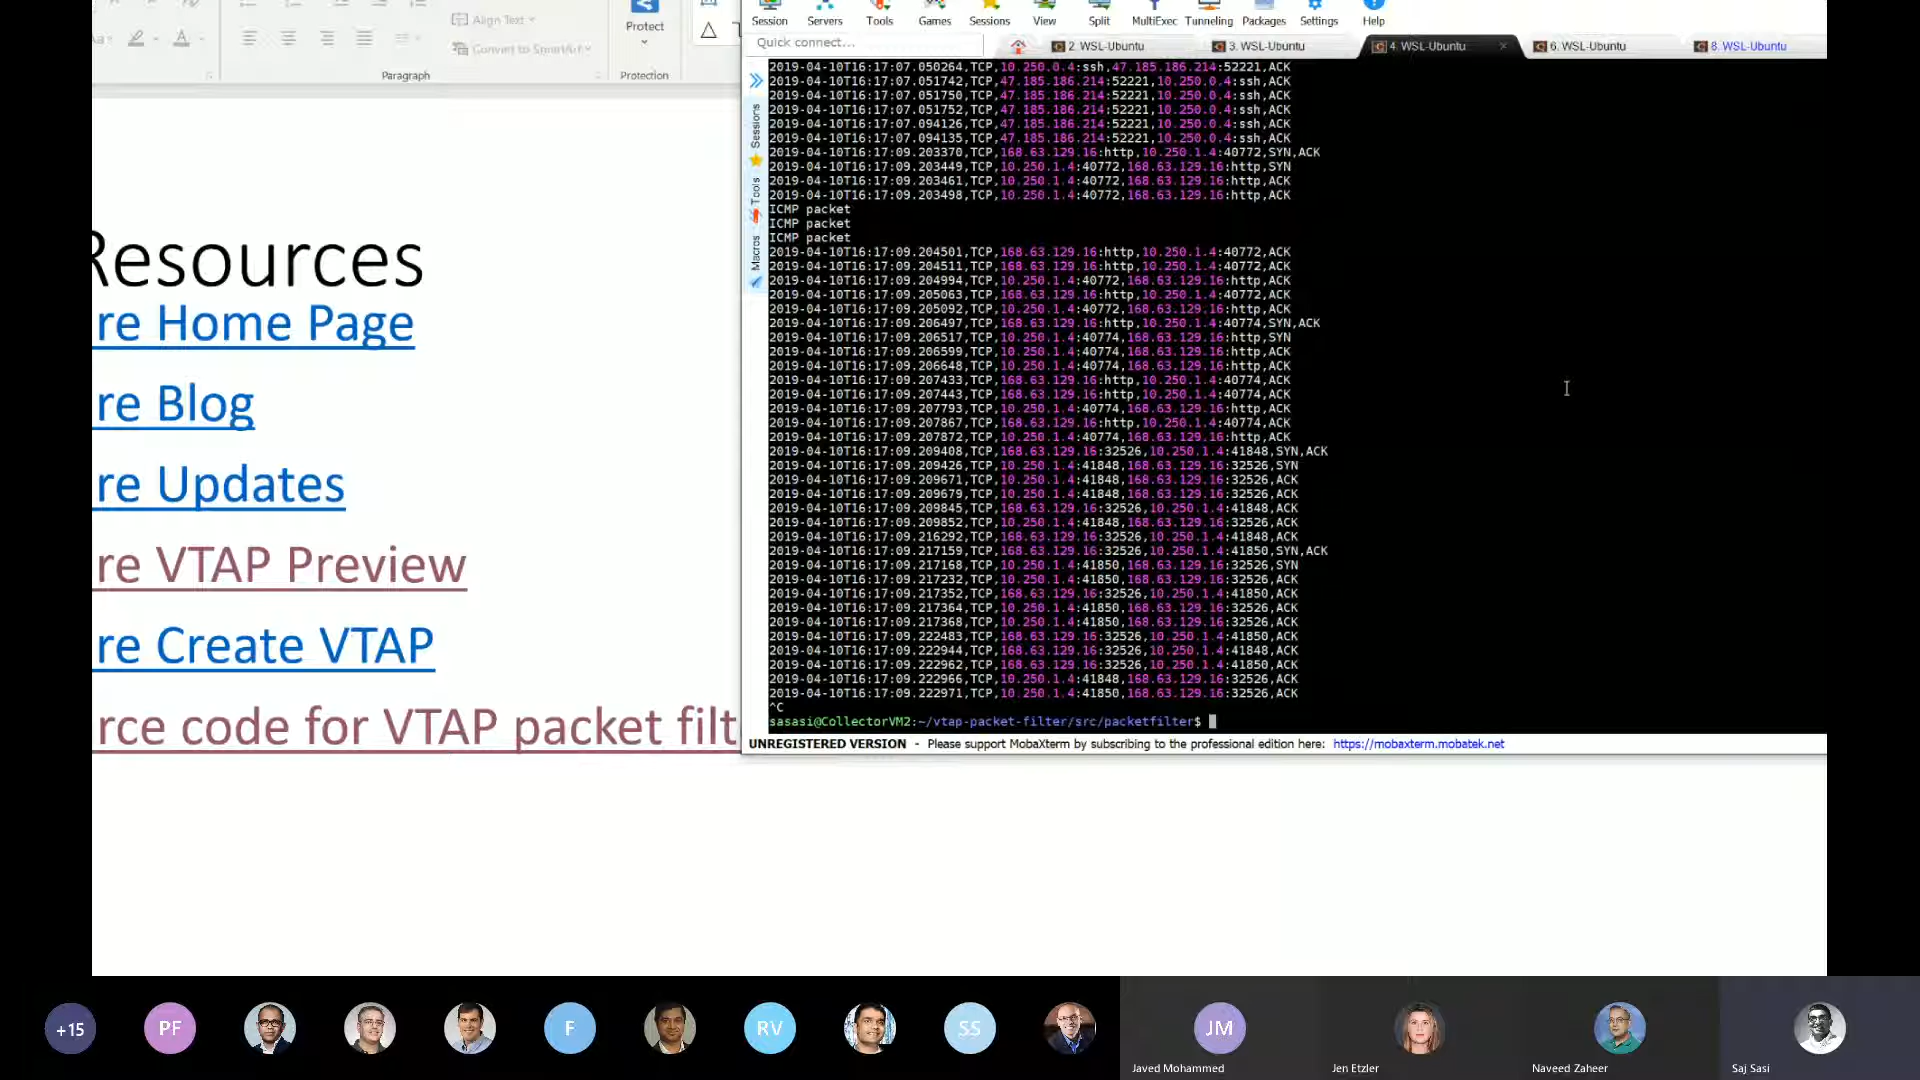 Align Text
Convert to SmartArt
Paragraph
Protect
Protection
Resources
re Home Page
re Blog
re Updates
re VTAP Preview
re Create VTAP
rce code for VTAP packet filt
Session Servers Tools Games Sessions View Split MultiExec Tunneling Packages Settings Help
Quick connect...
2. WSL-Ubuntu
3. WSL-Ubuntu
4. WSL-Ubuntu
6. WSL-Ubuntu
8. WSL-Ubuntu
Sessions
Tools
Macros
2019-04-10T16:17:07.050264,TCP,10.250.0.4:ssh,47.185.186.214:52221,ACK
2019-04-10T16:17:07.051742,TCP,47.185.186.214:52221,10.250.0.4:ssh,ACK
2019-04-10T16:17:07.051750,TCP,47.185.186.214:52221,10.250.0.4:ssh,ACK
2019-04-10T16:17:07.051752,TCP,47.185.186.214:52221,10.250.0.4:ssh,ACK
2019-04-10T16:17:07.094126,TCP,47.185.186.214:52221,10.250.0.4:ssh,ACK
2019-04-10T16:17:07.094135,TCP,47.185.186.214:52221,10.250.0.4:ssh,ACK
2019-04-10T16:17:09.203370,TCP,168.63.129.16:http,10.250.1.4:40772,SYN,ACK
2019-04-10T16:17:09.203449,TCP,10.250.1.4:40772,168.63.129.16:http,SYN
2019-04-10T16:17:09.203461,TCP,10.250.1.4:40772,168.63.129.16:http,ACK
2019-04-10T16:17:09.203498,TCP,10.250.1.4:40772,168.63.129.16:http,ACK
ICMP packet
ICMP packet
ICMP packet
2019-04-10T16:17:09.204501,TCP,168.63.129.16:http,10.250.1.4:40772,ACK
2019-04-10T16:17:09.204511,TCP,168.63.129.16:http,10.250.1.4:40772,ACK
2019-04-10T16:17:09.204994,TCP,10.250.1.4:40772,168.63.129.16:http,ACK
2019-04-10T16:17:09.205063,TCP,168.63.129.16:http,10.250.1.4:40772,ACK
2019-04-10T16:17:09.205092,TCP,10.250.1.4:40772,168.63.129.16:http,ACK
2019-04-10T16:17:09.206497,TCP,168.63.129.16:http,10.250.1.4:40774,SYN,ACK
2019-04-10T16:17:09.206517,TCP,10.250.1.4:40774,168.63.129.16:http,SYN
2019-04-10T16:17:09.206599,TCP,10.250.1.4:40774,168.63.129.16:http,ACK
2019-04-10T16:17:09.206648,TCP,10.250.1.4:40774,168.63.129.16:http,ACK
2019-04-10T16:17:09.207433,TCP,168.63.129.16:http,10.250.1.4:40774,ACK
2019-04-10T16:17:09.207443,TCP,168.63.129.16:http,10.250.1.4:40774,ACK
2019-04-10T16:17:09.207793,TCP,10.250.1.4:40774,168.63.129.16:http,ACK
2019-04-10T16:17:09.207867,TCP,168.63.129.16:http,10.250.1.4:40774,ACK
2019-04-10T16:17:09.207872,TCP,10.250.1.4:40774,168.63.129.16:http,ACK
2019-04-10T16:17:09.209408,TCP,168.63.129.16:32526,10.250.1.4:41848,SYN,ACK
2019-04-10T16:17:09.209426,TCP,10.250.1.4:41848,168.63.129.16:32526,SYN
2019-04-10T16:17:09.209671,TCP,10.250.1.4:41848,168.63.129.16:32526,ACK
2019-04-10T16:17:09.209679,TCP,10.250.1.4:41848,168.63.129.16:32526,ACK
2019-04-10T16:17:09.209845,TCP,168.63.129.16:32526,10.250.1.4:41848,ACK
2019-04-10T16:17:09.209852,TCP,10.250.1.4:41848,168.63.129.16:32526,ACK
2019-04-10T16:17:09.216292,TCP,168.63.129.16:32526,10.250.1.4:41848,ACK
2019-04-10T16:17:09.217159,TCP,168.63.129.16:32526,10.250.1.4:41850,SYN,ACK
2019-04-10T16:17:09.217168,TCP,10.250.1.4:41850,168.63.129.16:32526,SYN
2019-04-10T16:17:09.217232,TCP,10.250.1.4:41850,168.63.129.16:32526,ACK
2019-04-10T16:17:09.217352,TCP,168.63.129.16:32526,10.250.1.4:41850,ACK
2019-04-10T16:17:09.217364,TCP,10.250.1.4:41850,168.63.129.16:32526,ACK
2019-04-10T16:17:09.217368,TCP,10.250.1.4:41850,168.63.129.16:32526,ACK
2019-04-10T16:17:09.222483,TCP,168.63.129.16:32526,10.250.1.4:41850,ACK
2019-04-10T16:17:09.222944,TCP,168.63.129.16:32526,10.250.1.4:41848,ACK
2019-04-10T16:17:09.222962,TCP,168.63.129.16:32526,10.250.1.4:41850,ACK
2019-04-10T16:17:09.222966,TCP,10.250.1.4:41848,168.63.129.16:32526,ACK
2019-04-10T16:17:09.222971,TCP,10.250.1.4:41850,168.63.129.16:32526,ACK
^C
sasasi@CollectorVM2:~/vtap-packet-filter/src/packetfilter$
UNREGISTERED VERSION - Please support MobaXterm by subscribing to the professional edition here: https://mobaxterm.mobatek.net
+15
PF
F
RV
SS
JM
Javed Mohammed
Jen Etzler
Naveed Zaheer
Saj Sasi